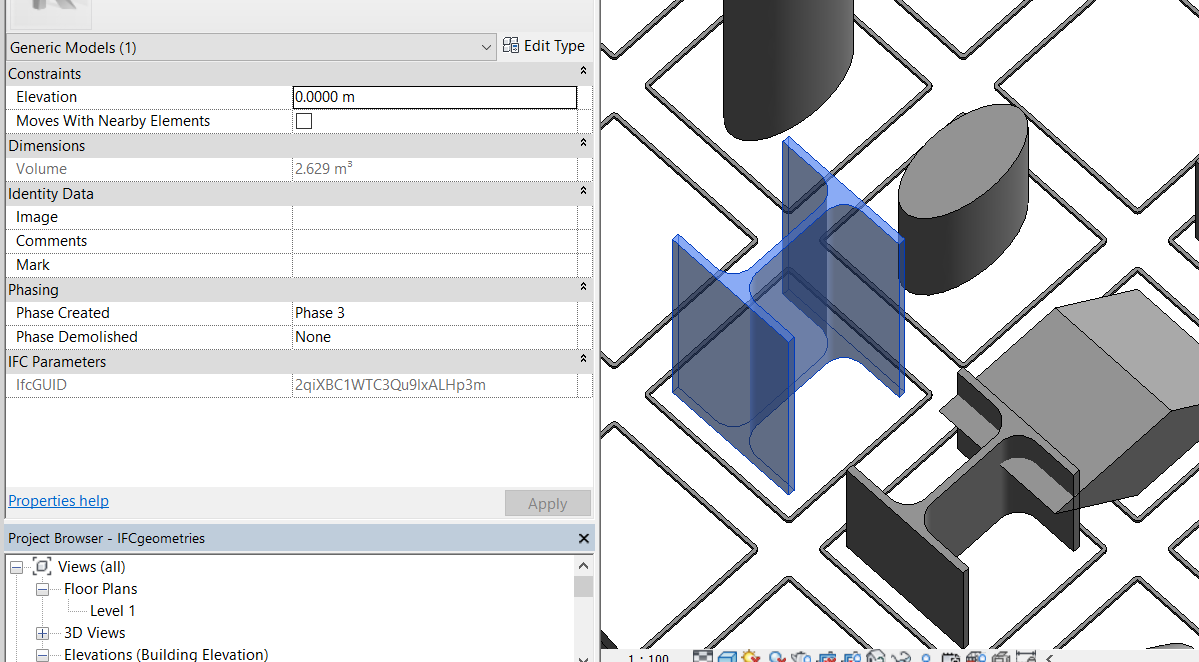 Generic Models (1)
Edit Type
Constraints
Elevation 0.0000 m
Moves With Nearby Elements
Dimensions
Volume 2.629 m³
Identity Data
Image
Comments
Mark
Phasing
Phase Created Phase 3
Phase Demolished None
IFC Parameters
IfcGUID 2qiXBC1WTC3Qu9IxALHp3m
Properties help
Apply
Project Browser - IFCgeometries
Views (all)
Floor Plans
Level 1
3D Views
Elevations (Building Elevation)
1 : 100